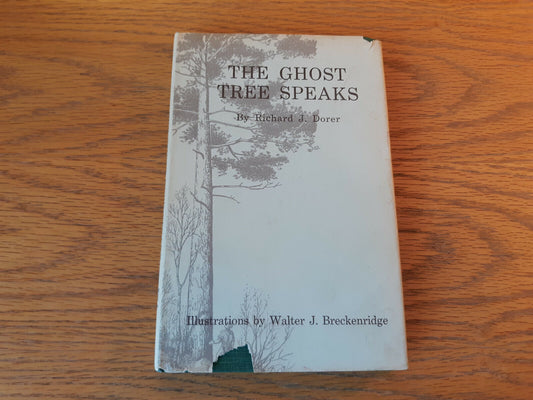 THE GHOST
TREE SPEAKS
By Richard J. Dorer
Illustrations by Walter J. Breckenridge